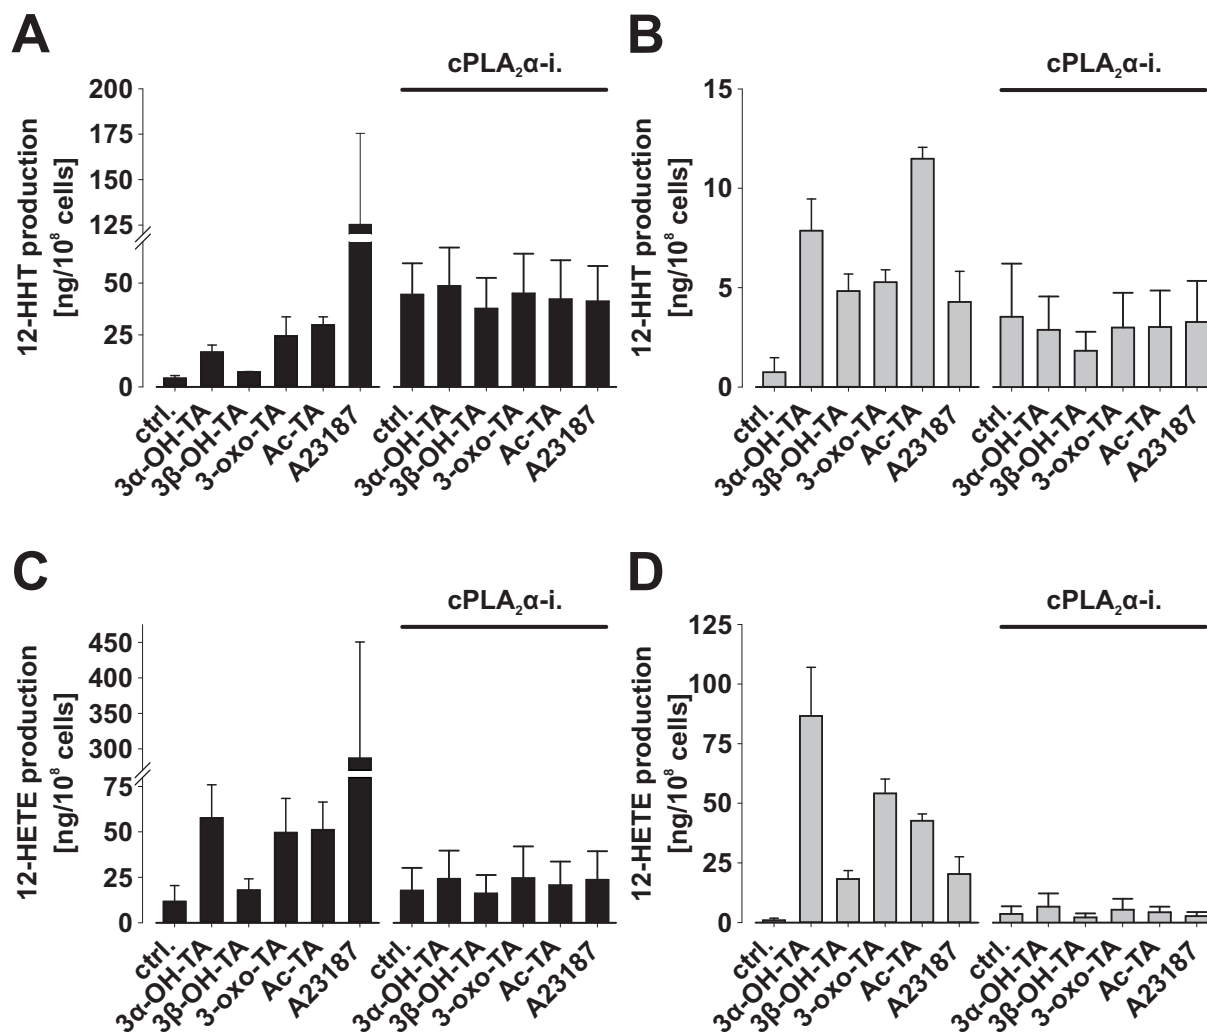 A
cPLA₂α-i.
12-HHT production
[ng/10⁸ cells]
200
175
150
125
50
25
0
ctrl.
3α-OH-TA
3β-OH-TA
3-oxo-TA
Ac-TA
A23187
ctrl.
3α-OH-TA
3β-OH-TA
3-oxo-TA
Ac-TA
A23187
B
cPLA₂α-i.
12-HHT production
[ng/10⁸ cells]
15
10
5
0
ctrl.
3α-OH-TA
3β-OH-TA
3-oxo-TA
Ac-TA
A23187
ctrl.
3α-OH-TA
3β-OH-TA
3-oxo-TA
Ac-TA
A23187
C
cPLA₂α-i.
12-HETE production
[ng/10⁸ cells]
450
400
350
300
75
50
25
0
ctrl.
3α-OH-TA
3β-OH-TA
3-oxo-TA
Ac-TA
A23187
ctrl.
3α-OH-TA
3β-OH-TA
3-oxo-TA
Ac-TA
A23187
D
cPLA₂α-i.
12-HETE production
[ng/10⁸ cells]
125
100
75
50
25
0
ctrl.
3α-OH-TA
3β-OH-TA
3-oxo-TA
Ac-TA
A23187
ctrl.
3α-OH-TA
3β-OH-TA
3-oxo-TA
Ac-TA
A23187